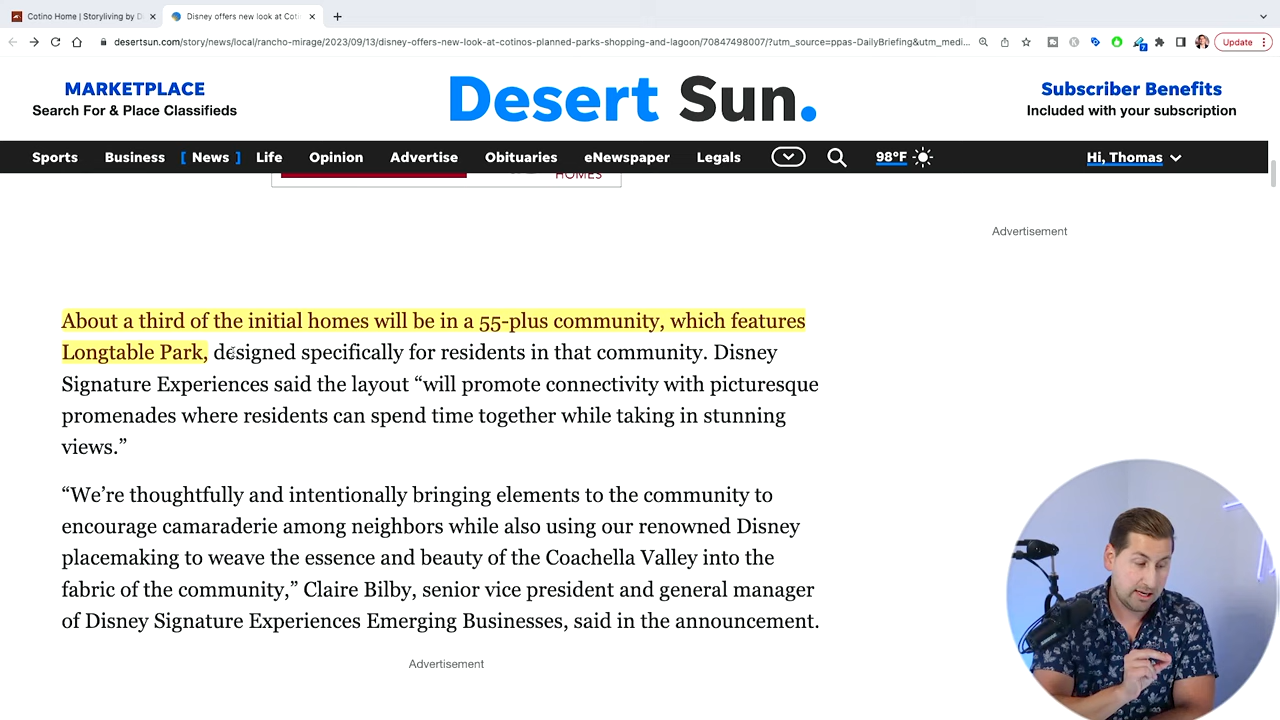 Cotino Home | Storyliving by D
Disney offers new look at Coti
desertsun.com/story/news/local/rancho-mirage/2023/09/13/disney-offers-new-look-at-cotinos-planned-parks-shopping-and-lagoon/70847498007/?utm_source=ppas-DailyBriefing&utm_medi...
Update
MARKETPLACE
Search For & Place Classifieds
Desert Sun.
Subscriber Benefits
Included with your subscription
Sports Business [ News ] Life Opinion Advertise Obituaries eNewspaper Legals 98°F Hi, Thomas
HOMES
Advertisement
About a third of the initial homes will be in a 55-plus community, which features
Longtable Park, designed specifically for residents in that community. Disney
Signature Experiences said the layout “will promote connectivity with picturesque
promenades where residents can spend time together while taking in stunning
views.”
“We’re thoughtfully and intentionally bringing elements to the community to
encourage camaraderie among neighbors while also using our renowned Disney
placemaking to weave the essence and beauty of the Coachella Valley into the
fabric of the community,” Claire Bilby, senior vice president and general manager
of Disney Signature Experiences Emerging Businesses, said in the announcement.
Advertisement